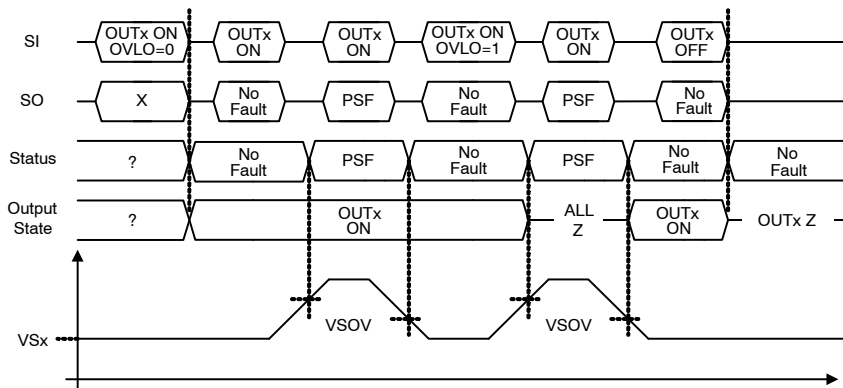 SI
OUTx ON
OVLO=0
OUTx
ON
OUTx
ON
OUTx ON
OVLO=1
OUTx
ON
OUTx
OFF
SO
X
No
Fault
PSF
No
Fault
PSF
No
Fault
Status
?
No
Fault
PSF
No
Fault
PSF
No
Fault
No
Fault
Output
State
?
OUTx
ON
ALL
Z
OUTx
ON
OUTx Z
VSOV
VSOV
VSx